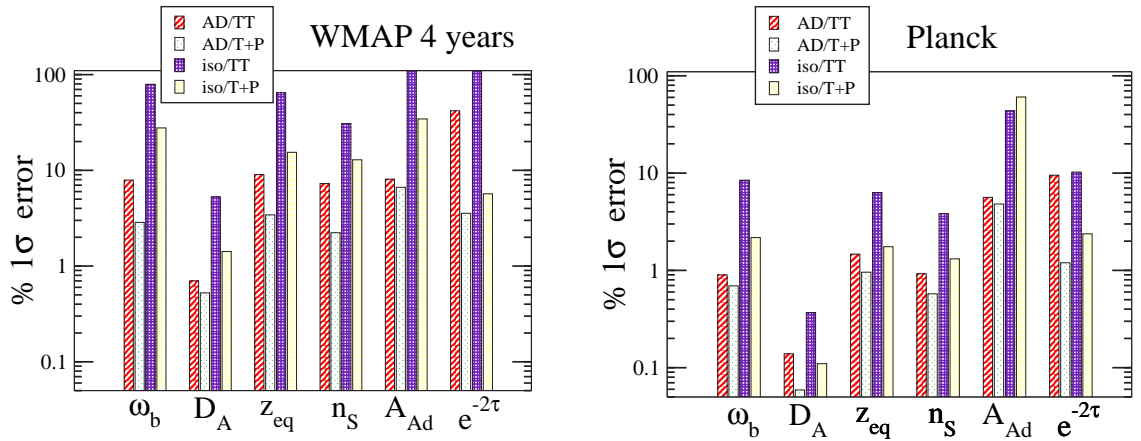 WMAP 4 years
AD/TT
AD/T+P
iso/TT
iso/T+P
% 1σ error
100
10
1
0.1
ω_b
D_A
z_eq
n_S
A_Ad
e^-2τ
Planck
AD/TT
AD/T+P
iso/TT
iso/T+P
% 1σ error
100
10
1
0.1
ω_b
D_A
z_eq
n_S
A_Ad
e^-2τ